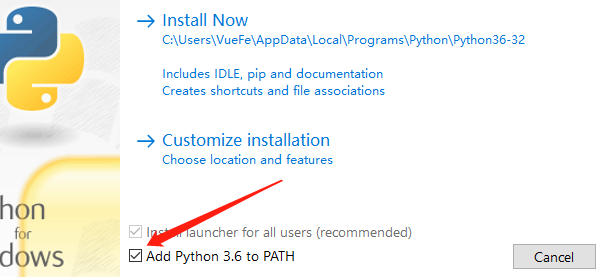 Install Now
C:\Users\VueFe\AppData\Local\Programs\Python\Python36-32
Includes IDLE, pip and documentation
Creates shortcuts and file associations
Customize installation
Choose location and features
Install launcher for all users (recommended)
Add Python 3.6 to PATH
Cancel
hon
for
dows